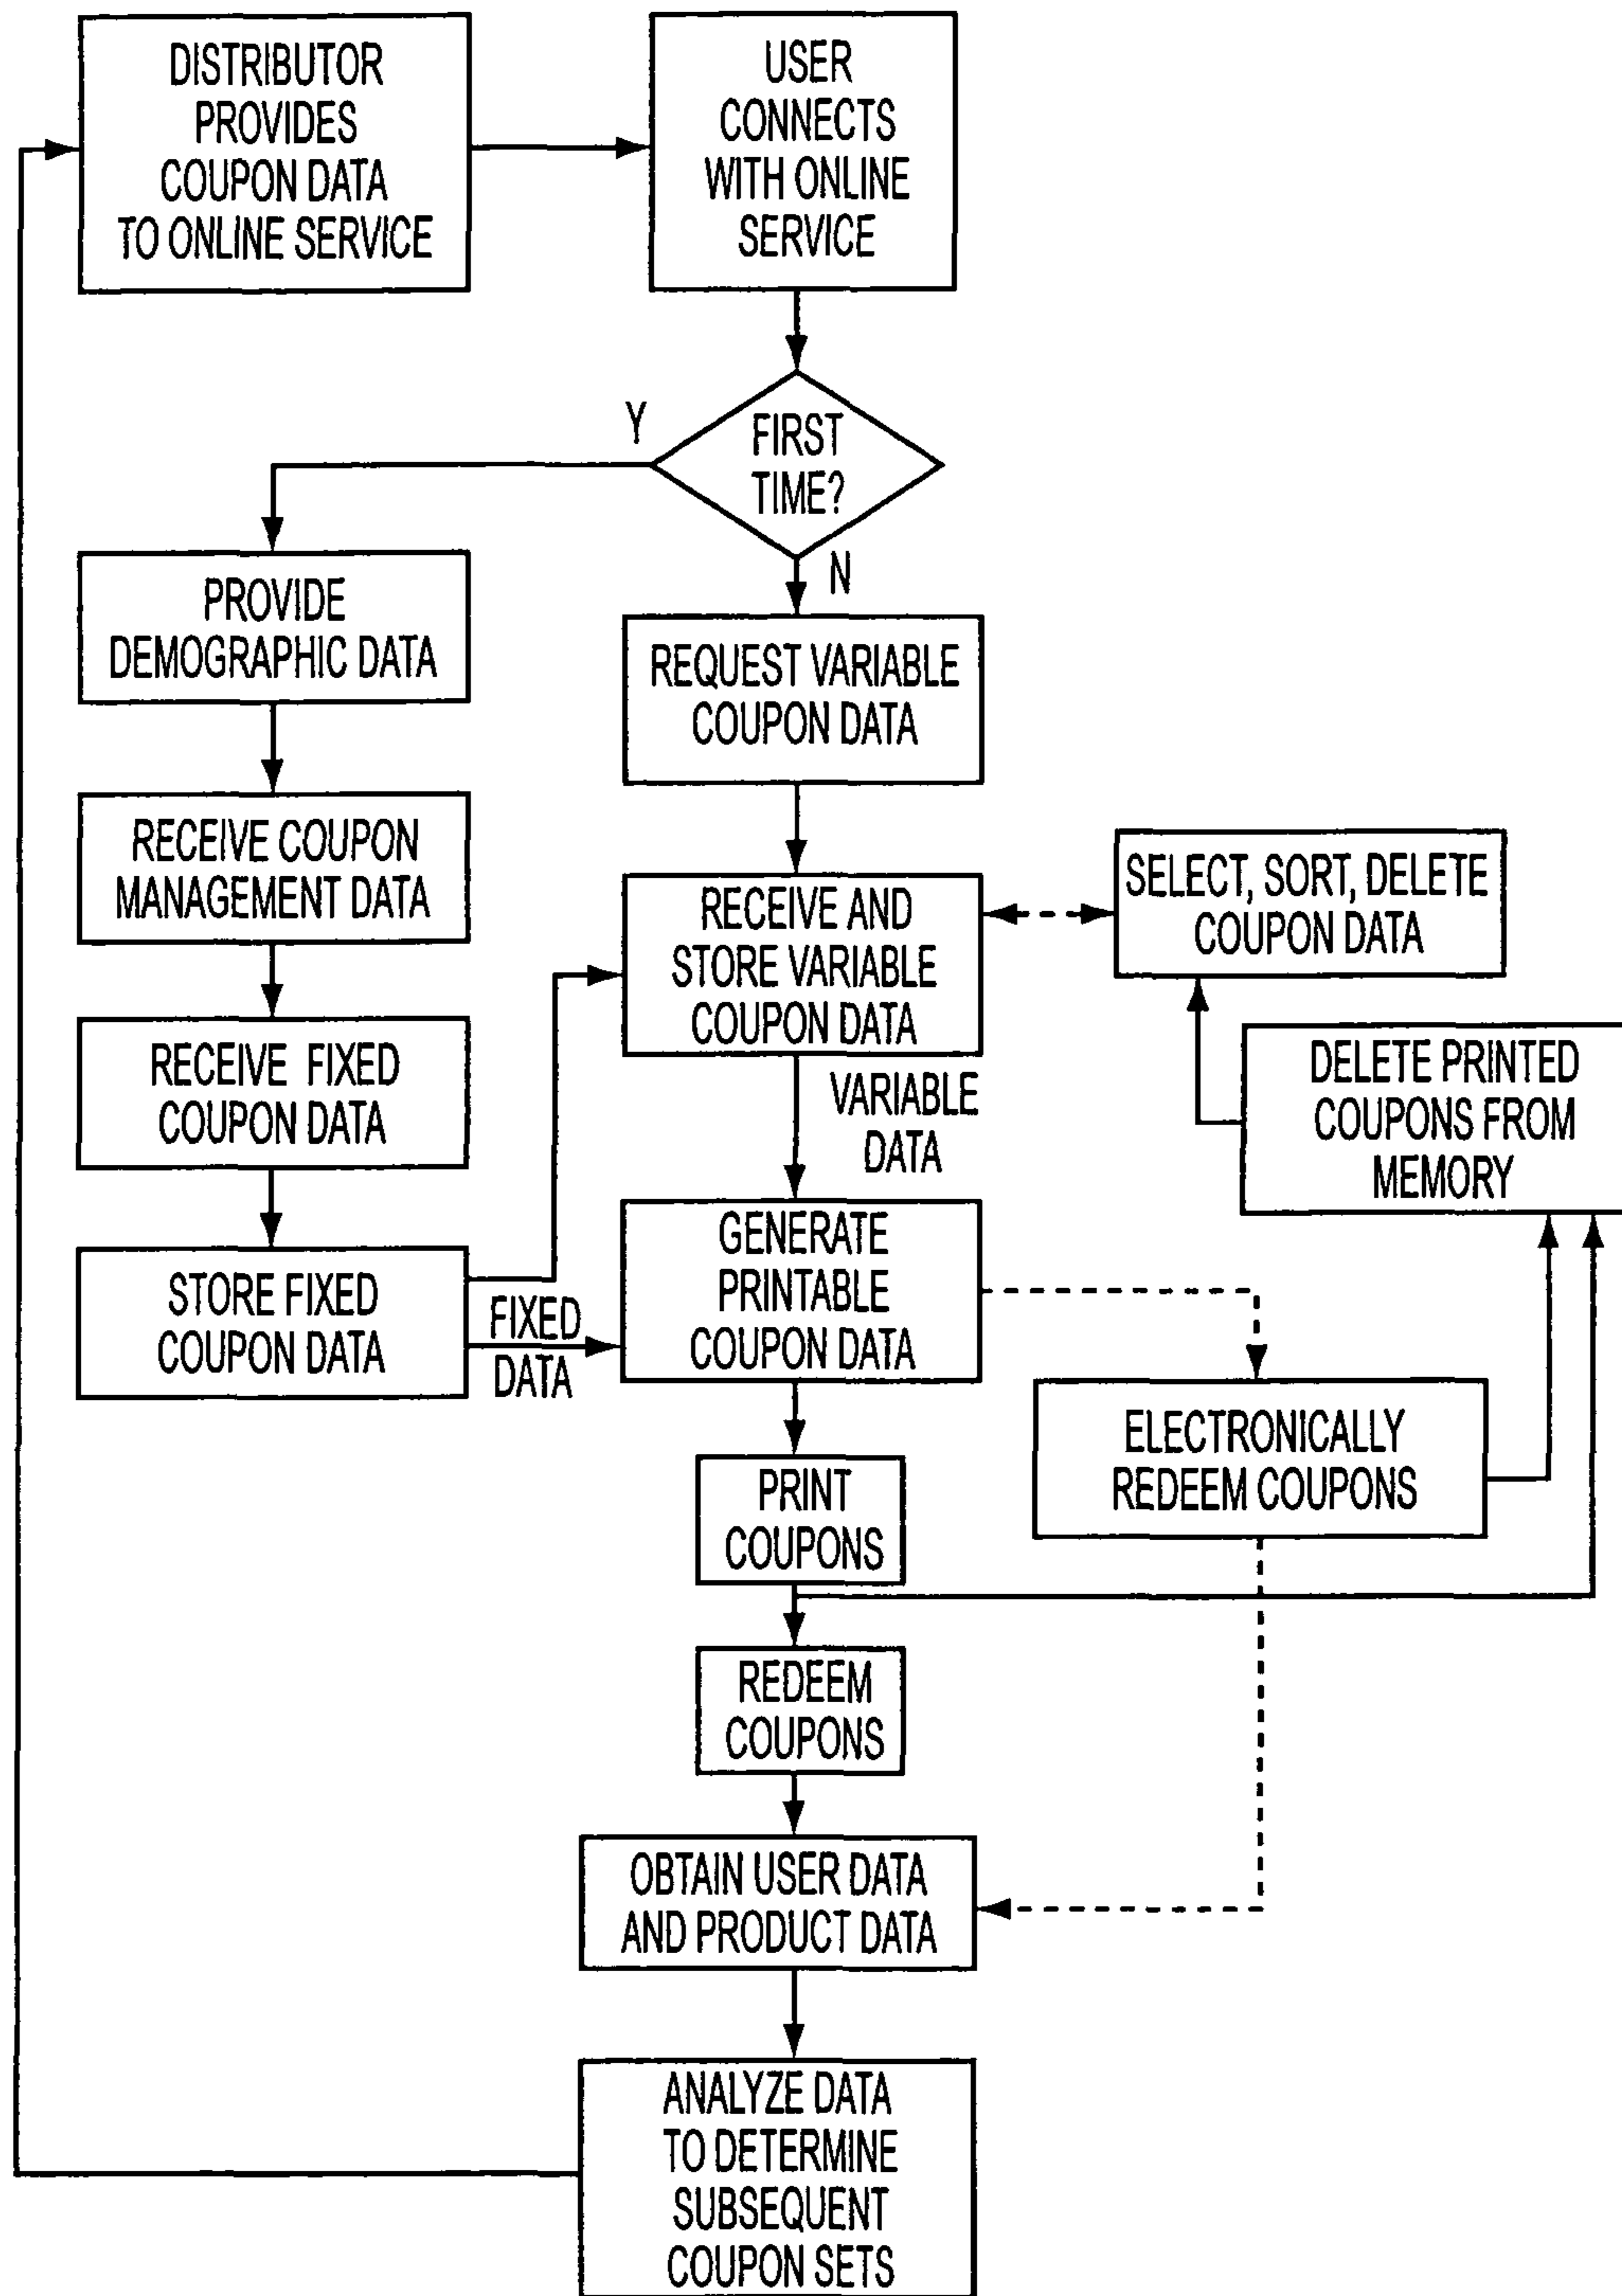 DISTRIBUTOR
PROVIDES
COUPON DATA
TO ONLINE SERVICE
USER
CONNECTS
WITH ONLINE
SERVICE
FIRST
TIME?
Y
N
PROVIDE
DEMOGRAPHIC DATA
REQUEST VARIABLE
COUPON DATA
RECEIVE COUPON
MANAGEMENT DATA
RECEIVE AND
STORE VARIABLE
COUPON DATA
SELECT, SORT, DELETE
COUPON DATA
RECEIVE FIXED
COUPON DATA
VARIABLE
DATA
DELETE PRINTED
COUPONS FROM
MEMORY
STORE FIXED
COUPON DATA
FIXED
DATA
GENERATE
PRINTABLE
COUPON DATA
ELECTRONICALLY
REDEEM COUPONS
PRINT
COUPONS
REDEEM
COUPONS
OBTAIN USER DATA
AND PRODUCT DATA
ANALYZE DATA
TO DETERMINE
SUBSEQUENT
COUPON SETS